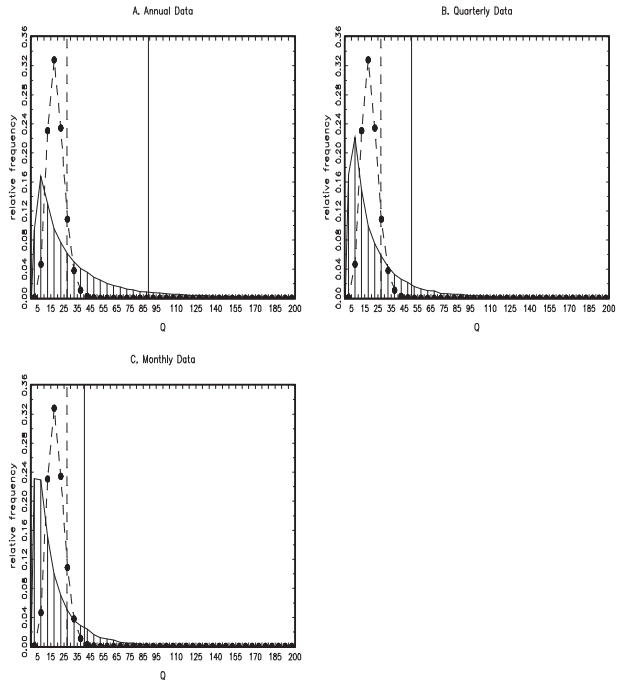 A. Annual Data
relative frequency
0.00 0.04 0.08 0.12 0.16 0.20 0.24 0.28 0.32 0.36
5 15 25 35 45 55 65 75 85 95 110 125 140 155 170 185 200
Q
B. Quarterly Data
relative frequency
0.00 0.04 0.08 0.12 0.16 0.20 0.24 0.28 0.32 0.36
5 15 25 35 45 55 65 75 85 95 110 125 140 155 170 185 200
Q
C. Monthly Data
relative frequency
0.00 0.04 0.08 0.12 0.16 0.20 0.24 0.28 0.32 0.36
5 15 25 35 45 55 65 75 85 95 110 125 140 155 170 185 200
Q